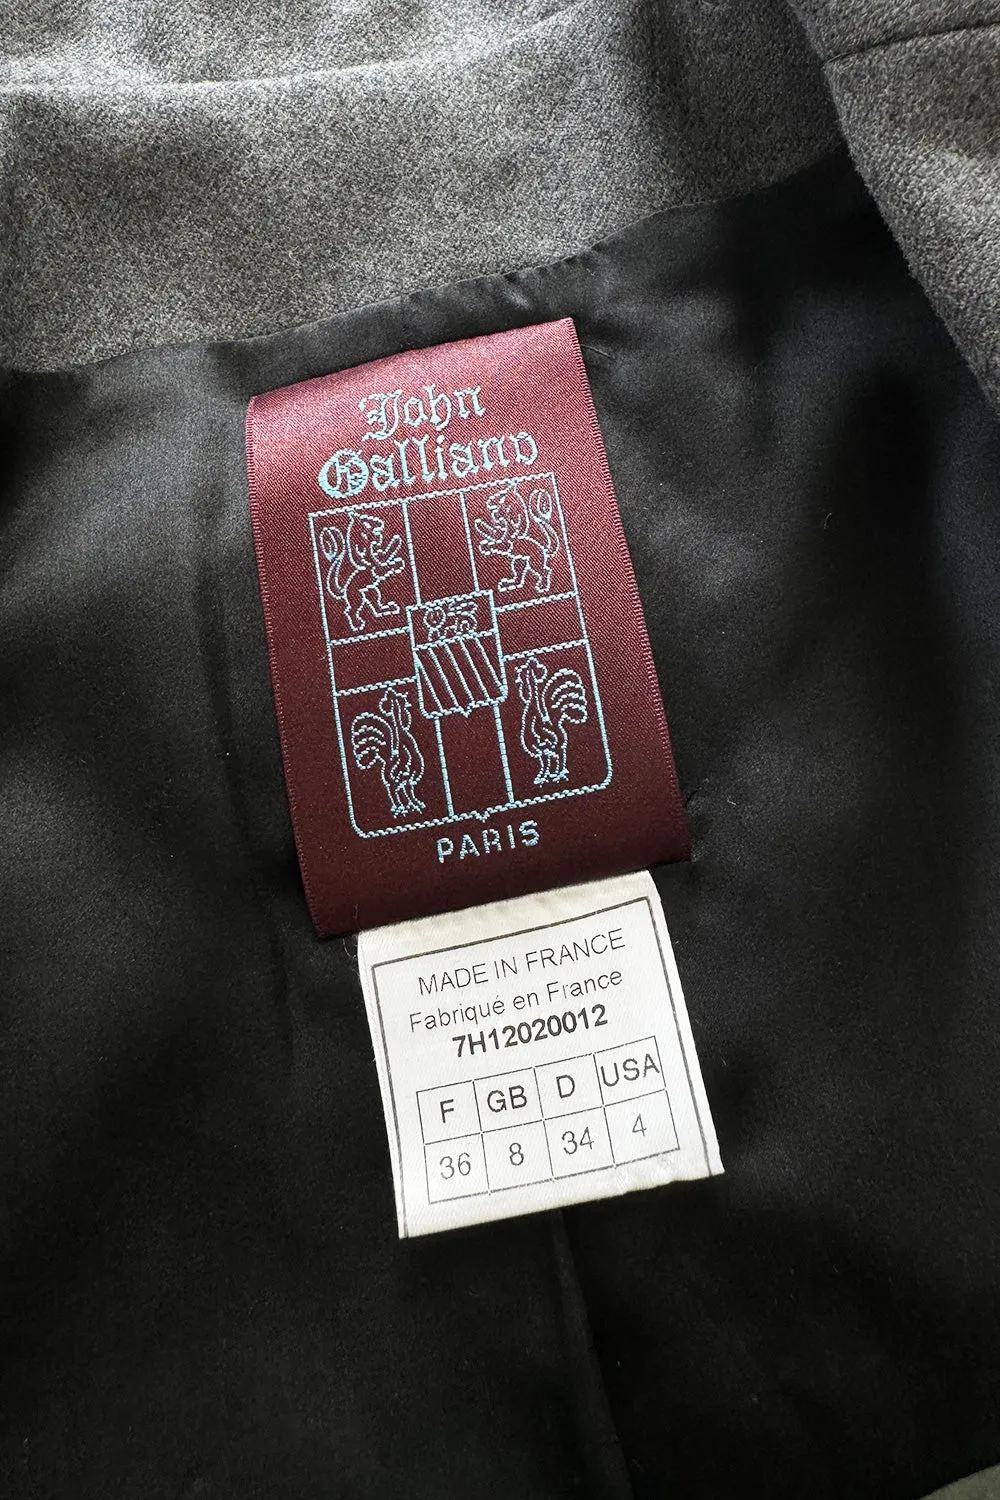 John
Galliano
PARIS
MADE IN FRANCE
Fabriqué en France
7H12020012
F GB D USA
36 8 34 4